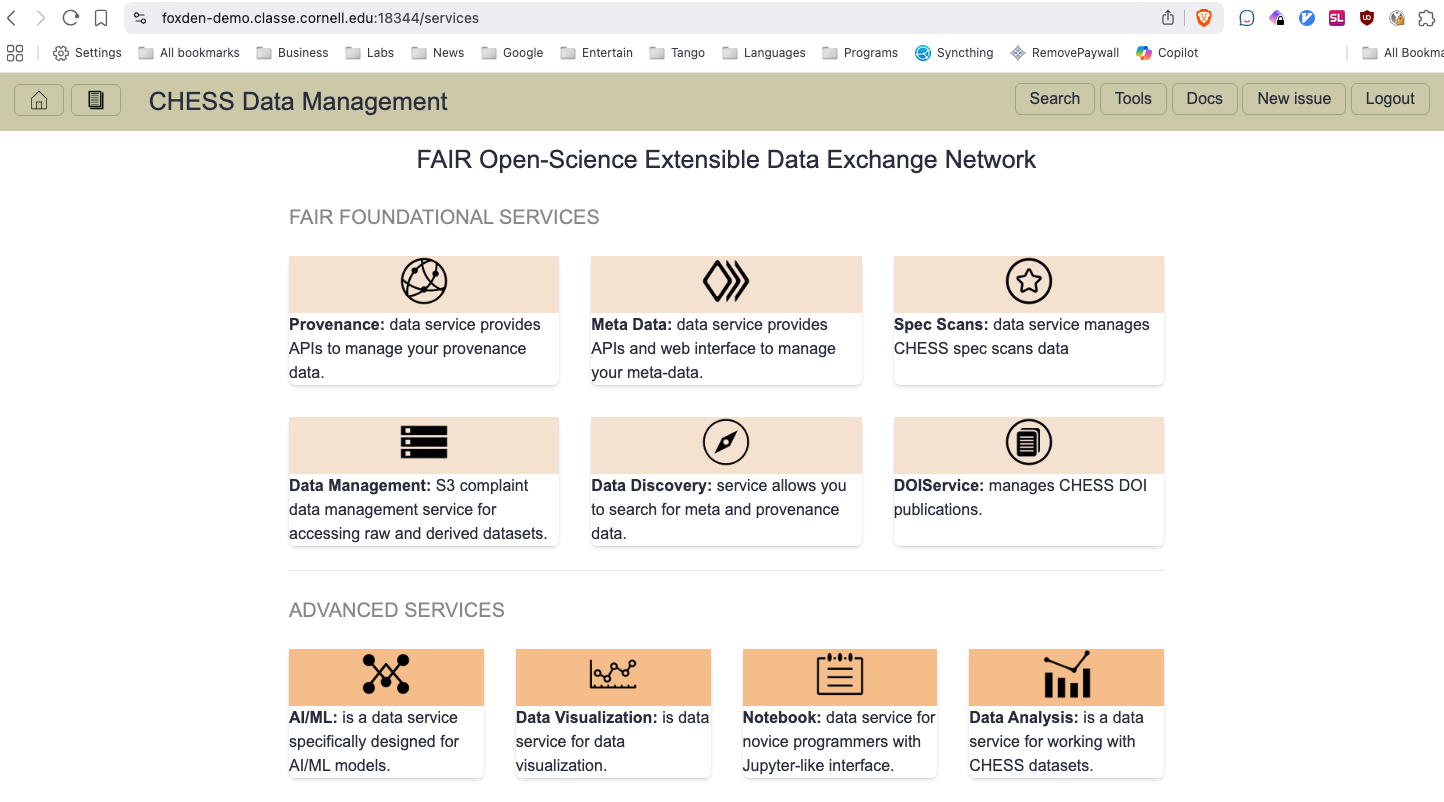 foxden-demo.classe.cornell.edu:18344/services
SL
Settings
All bookmarks
Business
Labs
News
Google
Entertain
Tango
Languages
Programs
Syncthing
RemovePaywall
Copilot
All Bookma
CHESS Data Management
Search
Tools
Docs
New issue
Logout
FAIR Open-Science Extensible Data Exchange Network
FAIR FOUNDATIONAL SERVICES
Provenance: data service provides
APIs to manage your provenance
data.
Meta Data: data service provides
APIs and web interface to manage
your meta-data.
Spec Scans: data service manages
CHESS spec scans data
Data Management: S3 complaint
data management service for
accessing raw and derived datasets.
Data Discovery: service allows you
to search for meta and provenance
data.
DOIService: manages CHESS DOI
publications.
ADVANCED SERVICES
AI/ML: is a data service
specifically designed for
AI/ML models.
Data Visualization: is data
service for data
visualization.
Notebook: data service for
novice programmers with
Jupyter-like interface.
Data Analysis: is a data
service for working with
CHESS datasets.